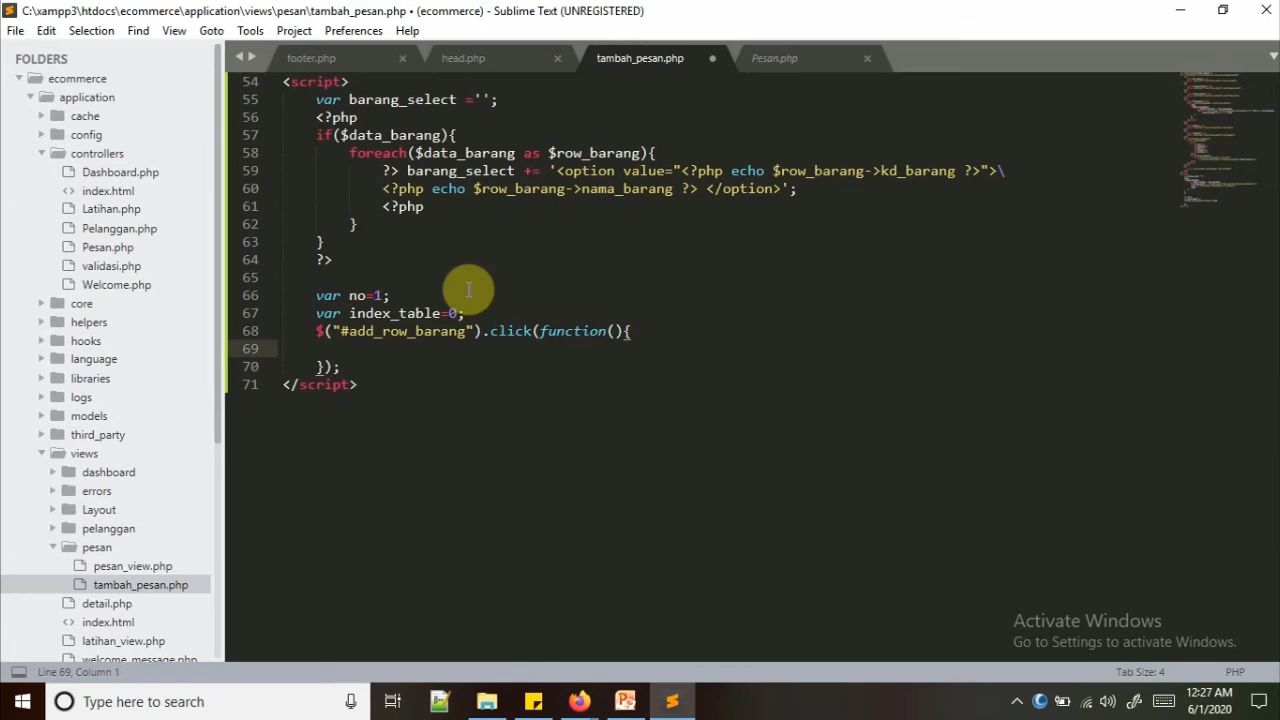 C:\xampp3\htdocs\ecommerce\application\views\pesan\tambah_pesan.php • (ecommerce) - Sublime Text (UNREGISTERED)
File Edit Selection Find View Goto Tools Project Preferences Help
FOLDERS
ecommerce
application
cache
config
controllers
Dashboard.php
index.html
Latihan.php
Pelanggan.php
Pesan.php
validasi.php
Welcome.php
core
helpers
hooks
language
libraries
logs
models
third_party
views
dashboard
errors
Layout
pelanggan
pesan
pesan_view.php
tambah_pesan.php
detail.php
index.html
latihan_view.php
welcome_message.php
footer.php head.php tambah_pesan.php Pesan.php
54 <script>
55 var barang_select ='';
56 <?php
57 if($data_barang){
58 foreach($data_barang as $row_barang){
59 ?> barang_select += '<option value="<?php echo $row_barang->kd_barang ?>">\
60 <?php echo $row_barang->nama_barang ?> </option>';
61 <?php
62 }
63 }
64 ?>
65
66 var no=1;
67 var index_table=0;
68 $("#add_row_barang").click(function(){
69
70 });
71 </script>
Activate Windows
Go to Settings to activate Windows.
Line 69, Column 1 Tab Size: 4 PHP
Type here to search
12:27 AM
6/1/2020